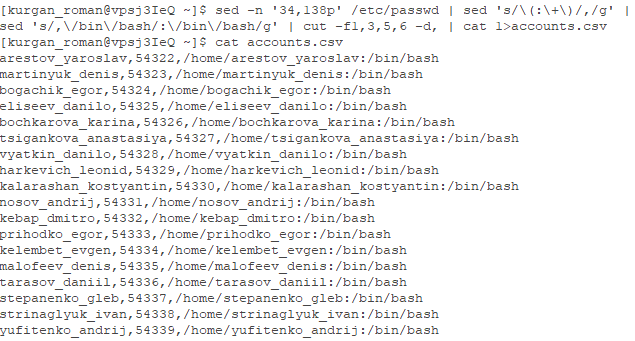 [kurgan_roman@vpsj3IeQ ~]$ sed -n '34,138p' /etc/passwd | sed 's/\(:\+\)/,/g' |
sed 's/,\/bin\/bash/:\/bin\/bash/g' | cut -f1,3,5,6 -d, | cat 1>accounts.csv
[kurgan_roman@vpsj3IeQ ~]$ cat accounts.csv
arestov_yaroslav,54322,/home/arestov_yaroslav:/bin/bash
martinyuk_denis,54323,/home/martinyuk_denis:/bin/bash
bogachik_egor,54324,/home/bogachik_egor:/bin/bash
eliseev_danilo,54325,/home/eliseev_danilo:/bin/bash
bochkarova_karina,54326,/home/bochkarova_karina:/bin/bash
tsigankova_anastasiya,54327,/home/tsigankova_anastasiya:/bin/bash
vyatkin_danilo,54328,/home/vyatkin_danilo:/bin/bash
harkevich_leonid,54329,/home/harkevich_leonid:/bin/bash
kalarashan_kostyantin,54330,/home/kalarashan_kostyantin:/bin/bash
nosov_andrij,54331,/home/nosov_andrij:/bin/bash
kebap_dmitro,54332,/home/kebap_dmitro:/bin/bash
prihodko_egor,54333,/home/prihodko_egor:/bin/bash
kelembet_evgen,54334,/home/kelembet_evgen:/bin/bash
malofeev_denis,54335,/home/malofeev_denis:/bin/bash
tarasov_daniil,54336,/home/tarasov_daniil:/bin/bash
stepanenko_gleb,54337,/home/stepanenko_gleb:/bin/bash
strinaglyuk_ivan,54338,/home/strinaglyuk_ivan:/bin/bash
yufitenko_andrij,54339,/home/yufitenko_andrij:/bin/bash